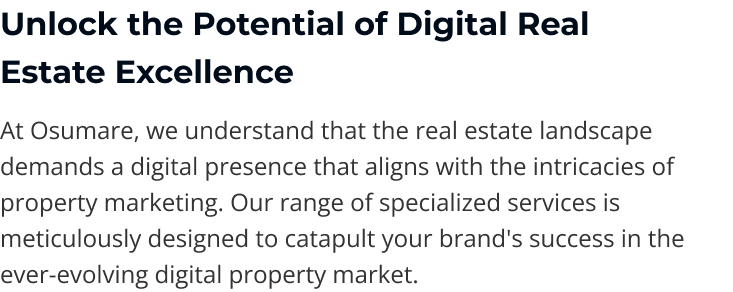 Unlock the Potential of Digital Real
Estate Excellence
At Osumare, we understand that the real estate landscape
demands a digital presence that aligns with the intricacies of
property marketing. Our range of specialized services is
meticulously designed to catapult your brand's success in the
ever-evolving digital property market.